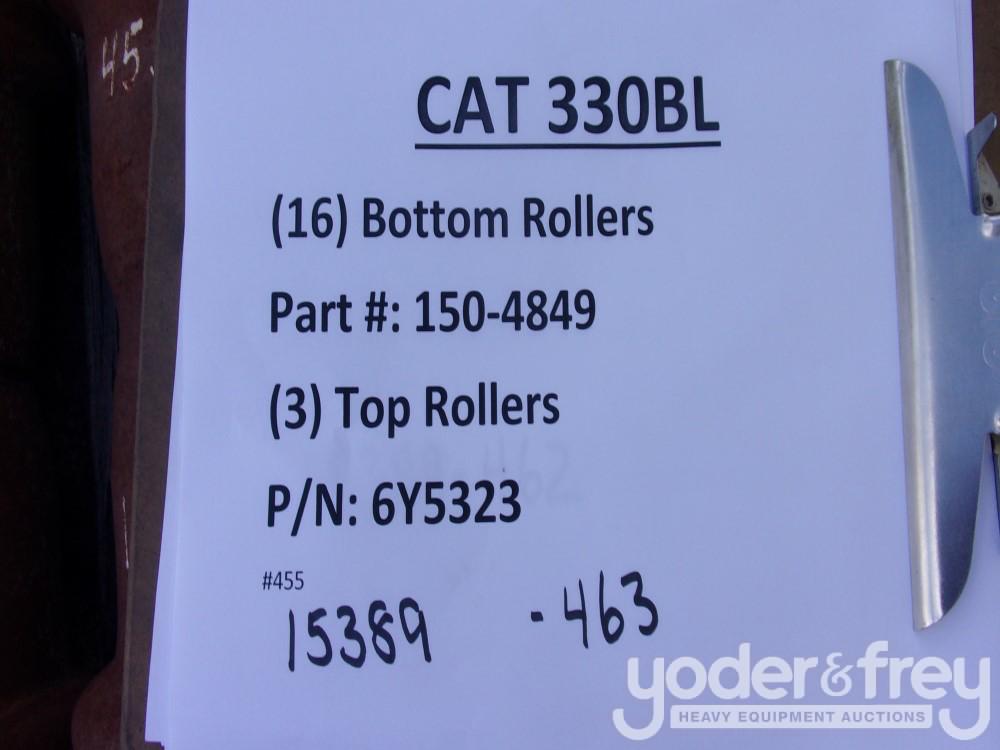 45.
CAT 330BL
(16) Bottom Rollers
Part #: 150-4849
(3) Top Rollers
P/N: 6Y5323
#455
15389 -463
yoder&frey
HEAVY EQUIPMENT AUCTIONS